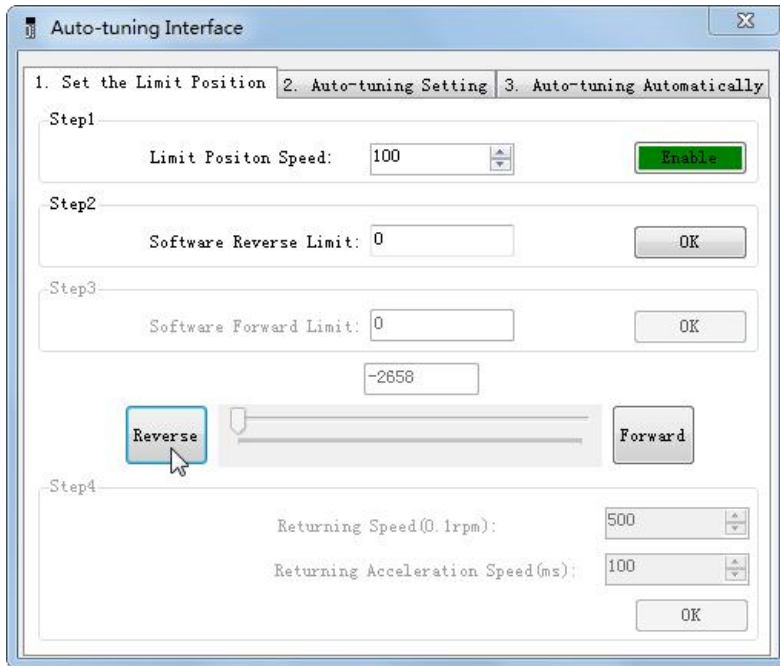 Auto-tuning Interface
1. Set the Limit Position 2. Auto-tuning Setting 3. Auto-tuning Automatically
Step1
Limit Positon Speed: 100 Enable
Step2
Software Reverse Limit: 0 OK
Step3
Software Forward Limit: 0 OK
-2658
Reverse Forward
Step4
Returning Speed(0.1rpm): 500
Returning Acceleration Speed(ms): 100
OK